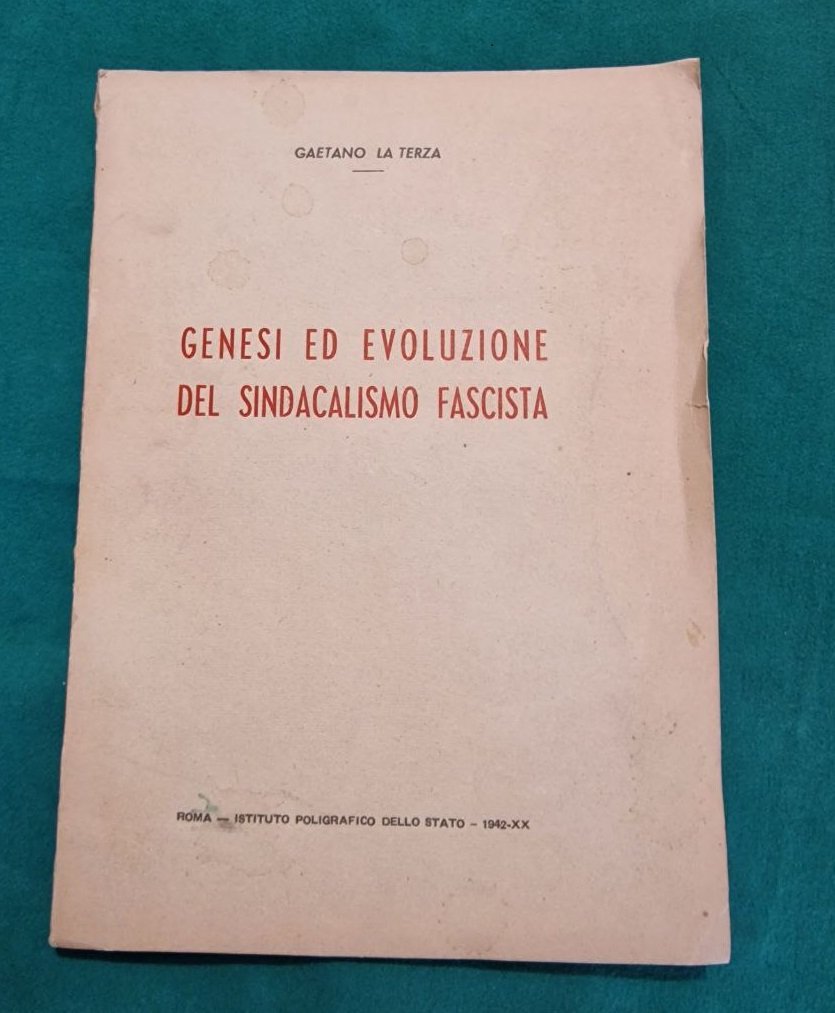 GAETANO LA TERZA
GENESI ED EVOLUZIONE
DEL SINDACALISMO FASCISTA
ROMA — ISTITUTO POLIGRAFICO DELLO STATO - 1942-XX